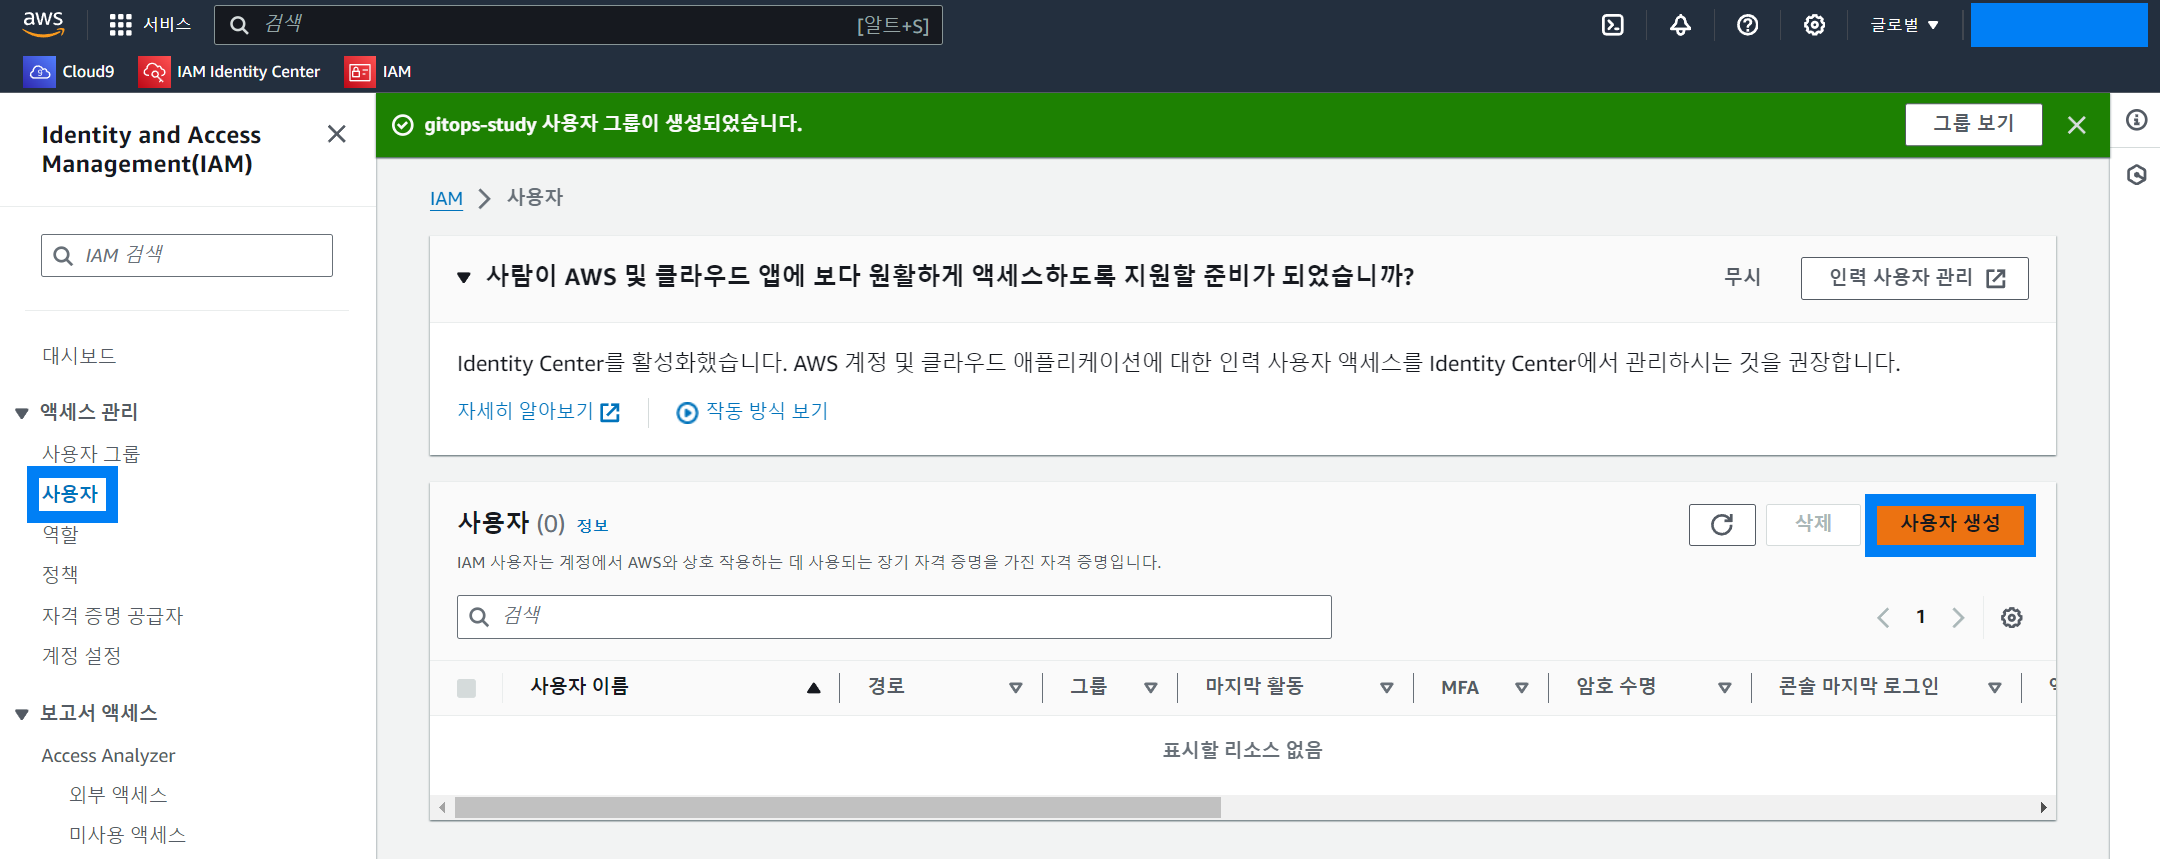 aws
서비스
검색
[알트+S]
글로벌
Cloud9
IAM Identity Center
IAM
Identity and Access
Management(IAM)
IAM 검색
대시보드
액세스 관리
사용자 그룹
사용자
역할
정책
자격 증명 공급자
계정 설정
보고서 액세스
Access Analyzer
외부 액세스
미사용 액세스
gitops-study 사용자 그룹이 생성되었습니다.
그룹 보기
IAM
사용자
사람이 AWS 및 클라우드 앱에 보다 원활하게 액세스하도록 지원할 준비가 되었습니까?
무시
인력 사용자 관리
Identity Center를 활성화했습니다. AWS 계정 및 클라우드 애플리케이션에 대한 인력 사용자 액세스를 Identity Center에서 관리하시는 것을 권장합니다.
자세히 알아보기
작동 방식 보기
사용자 (0) 정보
삭제
사용자 생성
IAM 사용자는 계정에서 AWS와 상호 작용하는 데 사용되는 장기 자격 증명을 가진 자격 증명입니다.
검색
1
사용자 이름
경로
그룹
마지막 활동
MFA
암호 수명
콘솔 마지막 로그인
표시할 리소스 없음